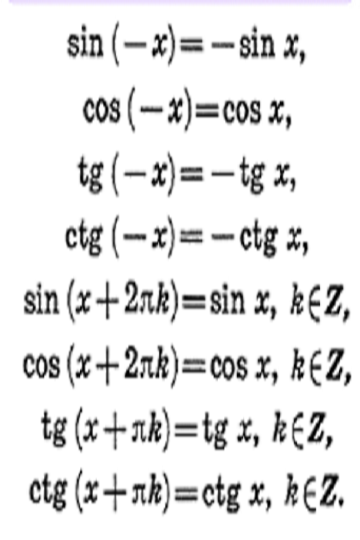 sin (−x)=−sin x,
cos (−x)=cos x,
tg (−x)=−tg x,
ctg (−x)=−ctg x,
sin (x+2πk)=sin x, k∈Z,
cos (x+2πk)=cos x, k∈Z,
tg (x+πk)=tg x, k∈Z,
ctg (x+πk)=ctg x, k∈Z.